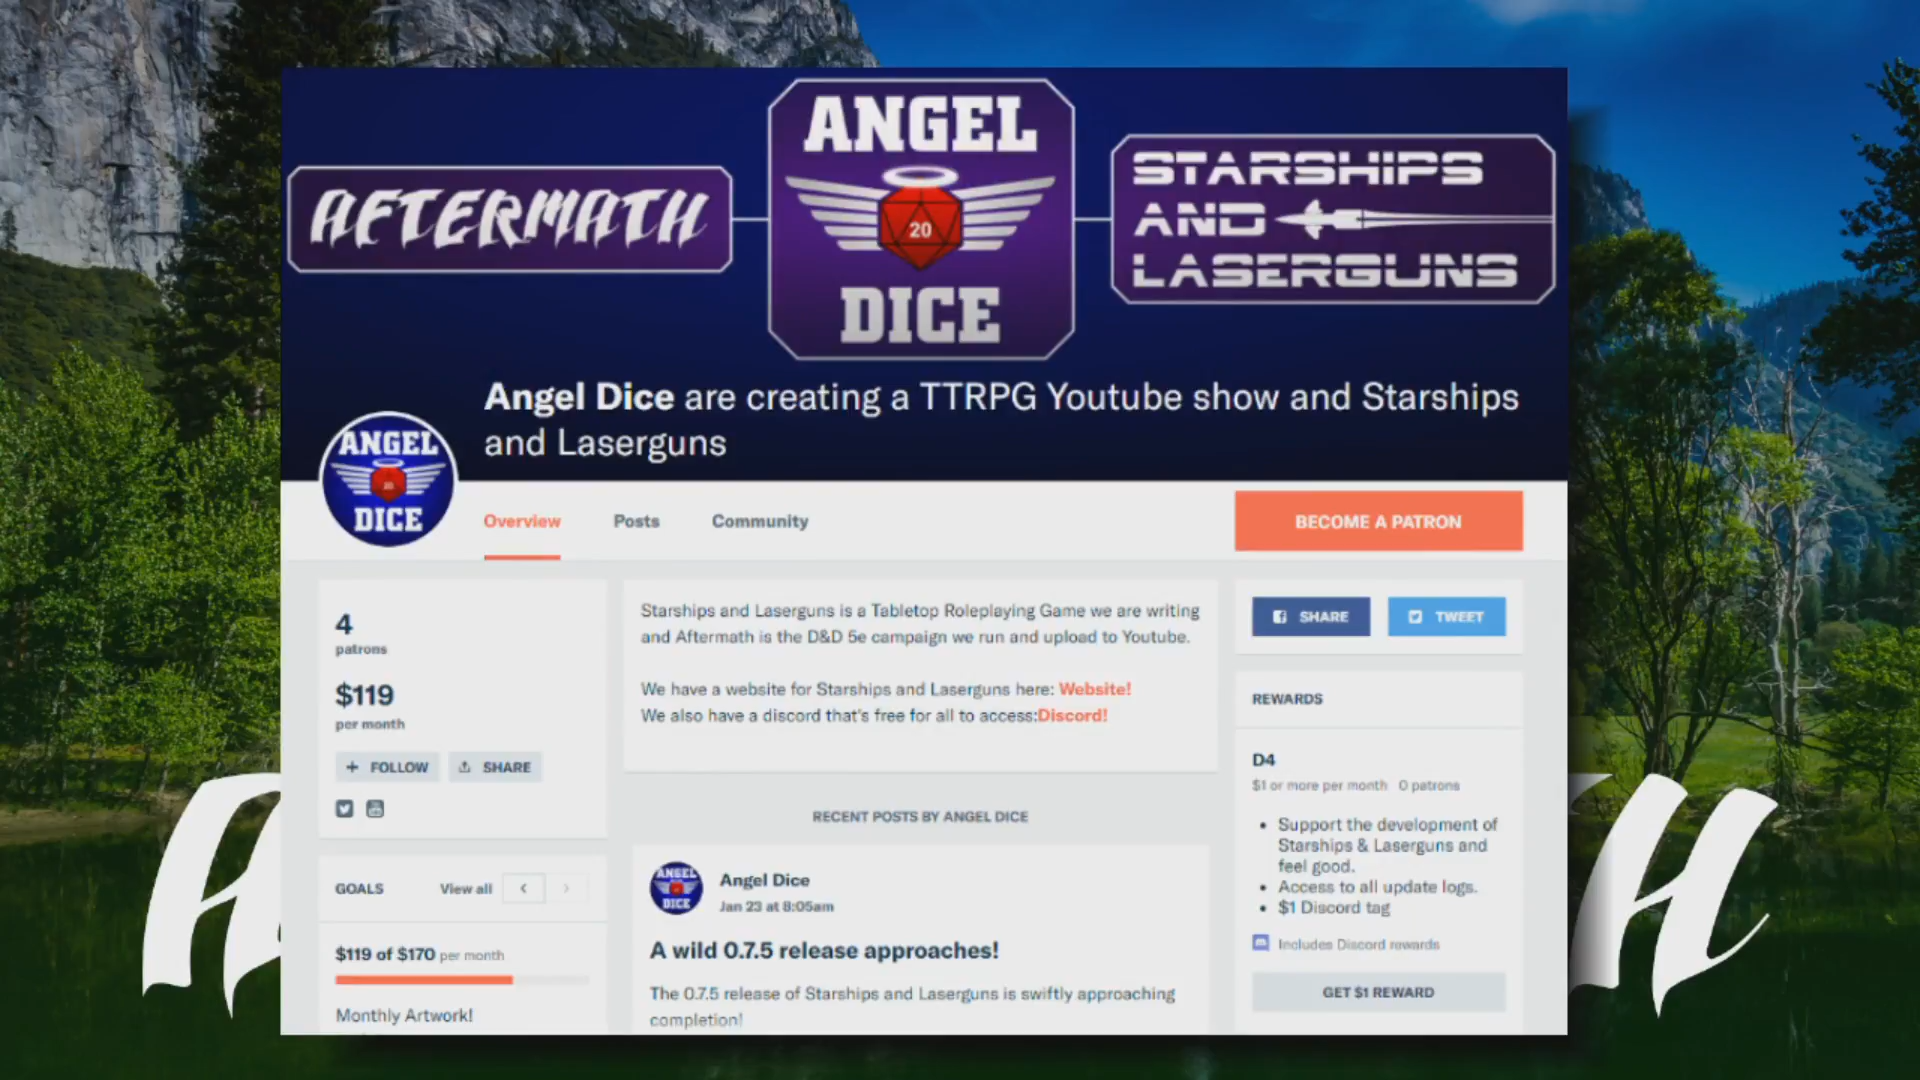 AFTERMATH
ANGEL
20
DICE
STARSHIPS
AND
LASERGUNS
Angel Dice are creating a TTRPG Youtube show and Starships
and Laserguns
ANGEL
20
DICE
Overview
Posts
Community
BECOME A PATRON
4
patrons
$119
per month
+ FOLLOW
SHARE
GOALS
View all
$119 of $170 per month
Monthly Artwork!
Starships and Laserguns is a Tabletop Roleplaying Game we are writing
and Aftermath is the D&D 5e campaign we run and upload to Youtube.
We have a website for Starships and Laserguns here: Website!
We also have a discord that's free for all to access:Discord!
RECENT POSTS BY ANGEL DICE
ANGEL
DICE
Angel Dice
Jan 23 at 8:05am
A wild 0.7.5 release approaches!
The 0.7.5 release of Starships and Laserguns is swiftly approaching
completion!
SHARE
TWEET
REWARDS
D4
$1 or more per month 0 patrons
• Support the development of
Starships & Laserguns and
feel good.
• Access to all update logs.
• $1 Discord tag
Includes Discord rewards
GET $1 REWARD
A
H